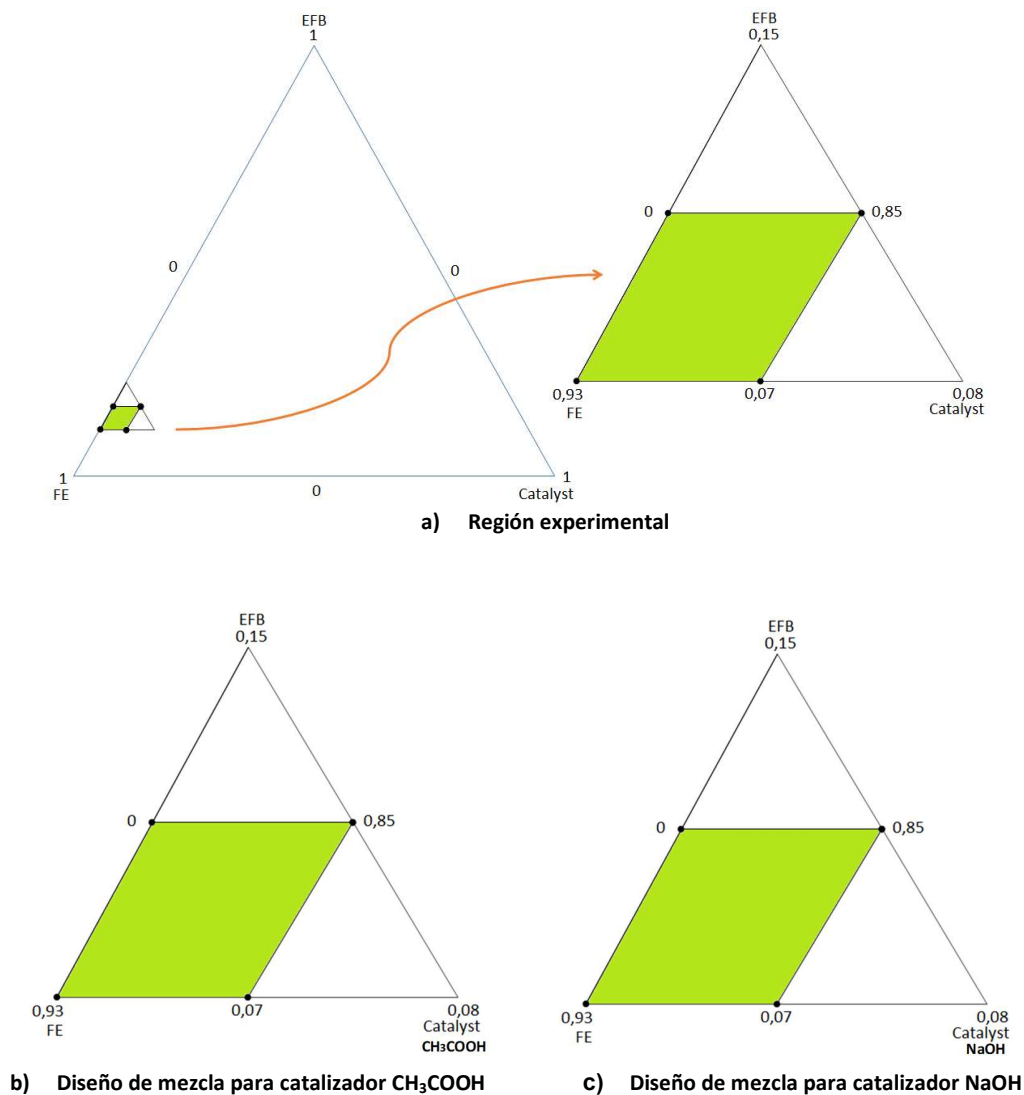 EFB
1
0
0
1
FE
0
1
Catalyst
EFB
0,15
0
0,85
0,93
FE
0,07
0,08
Catalyst
a) Región experimental
EFB
0,15
0
0,85
0,93
FE
0,07
0,08
Catalyst
CH₃COOH
b) Diseño de mezcla para catalizador CH₃COOH
EFB
0,15
0
0,85
0,93
FE
0,07
0,08
Catalyst
NaOH
c) Diseño de mezcla para catalizador NaOH